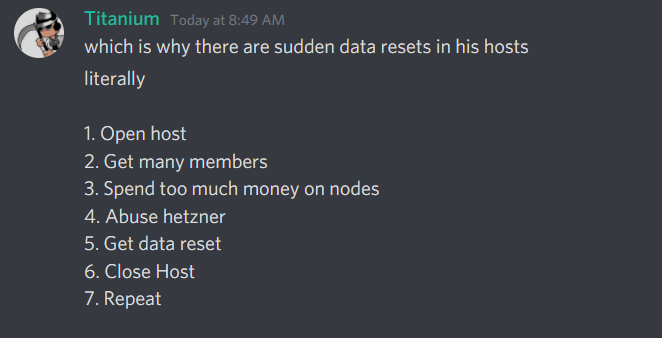 Titanium Today at 8:49 AM
which is why there are sudden data resets in his hosts
literally
1. Open host
2. Get many members
3. Spend too much money on nodes
4. Abuse hetzner
5. Get data reset
6. Close Host
7. Repeat